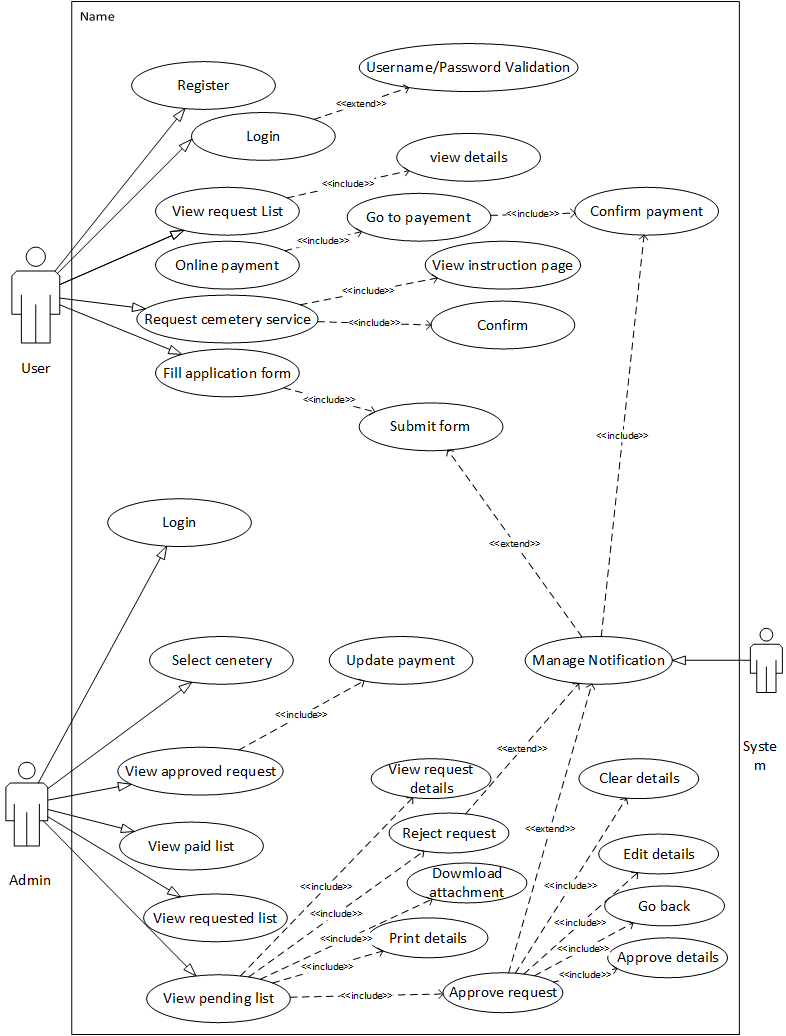 Name
Username/Password Validation
Register
<<extend>>
Login
view details
<<include>>
View request List
Go to payement
<<include>>
Confirm payment
<<include>>
Online payment
View instruction page
<<include>>
Request cemetery service
<<include>>
Confirm
User
Fill application form
<<include>>
Submit form
<<include>>
Login
<<extend>>
Select cenetery
Update payment
Manage Notification
<<include>>
<<extend>>
Syste
m
View approved request
View request
details
Clear details
<<extend>>
Reject request
View paid list
Edit details
Admin
Dowmload
attachment
<<include>>
<<include>>
Go back
View requested list
<<include>>
<<include>>
Print details
<<include>>
<<include>>
Approve details
<<include>>
<<include>>
View pending list
<<include>>
Approve request